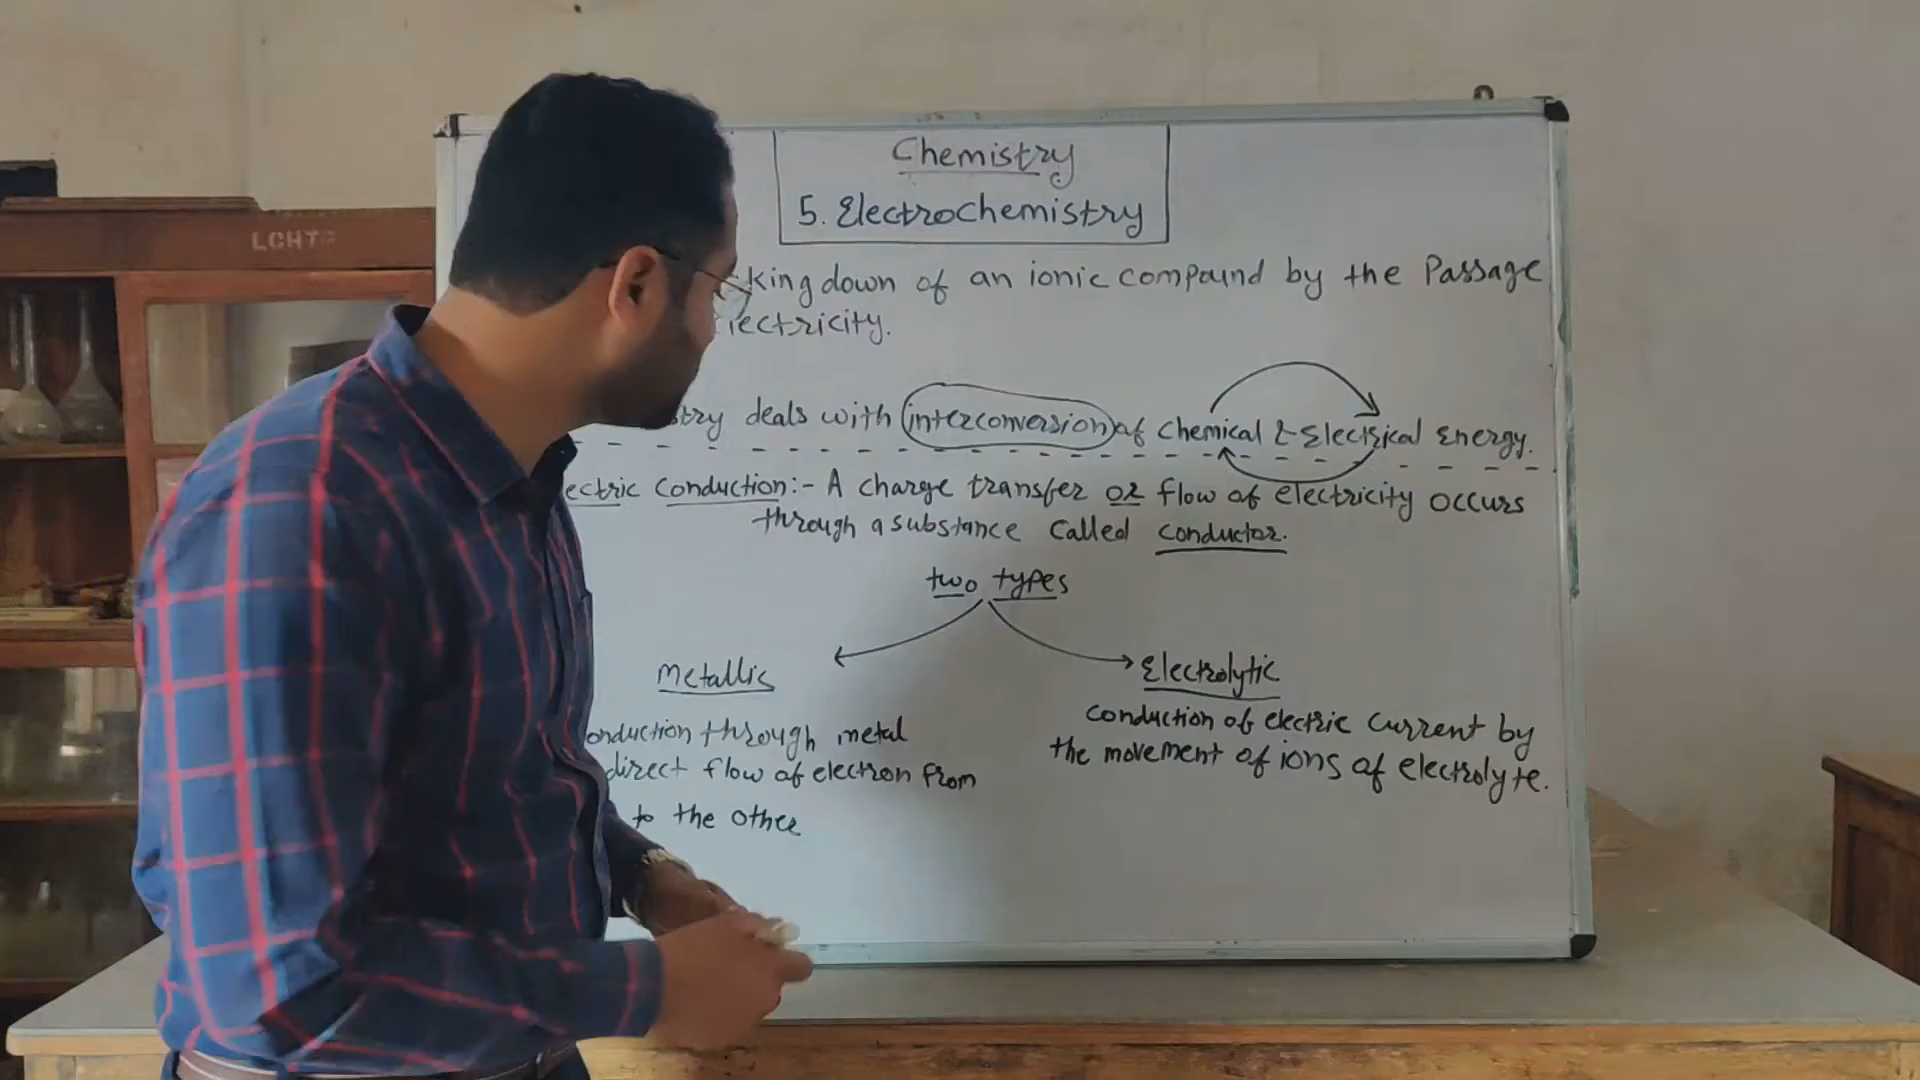 Chemistry
5. Electrochemistry
king down of an ionic compound by the Passage
lectricity.
stry deals with interconversion of Chemical & Electrical Energy.
ectric Conduction:- A charge transfer or flow of electricity occurs
through a substance called conductor.
two types
Metallic
Electrolytic
onduction through metal
direct flow of electron from
to the other
Conduction of electric current by
the movement of ions of electrolyte.